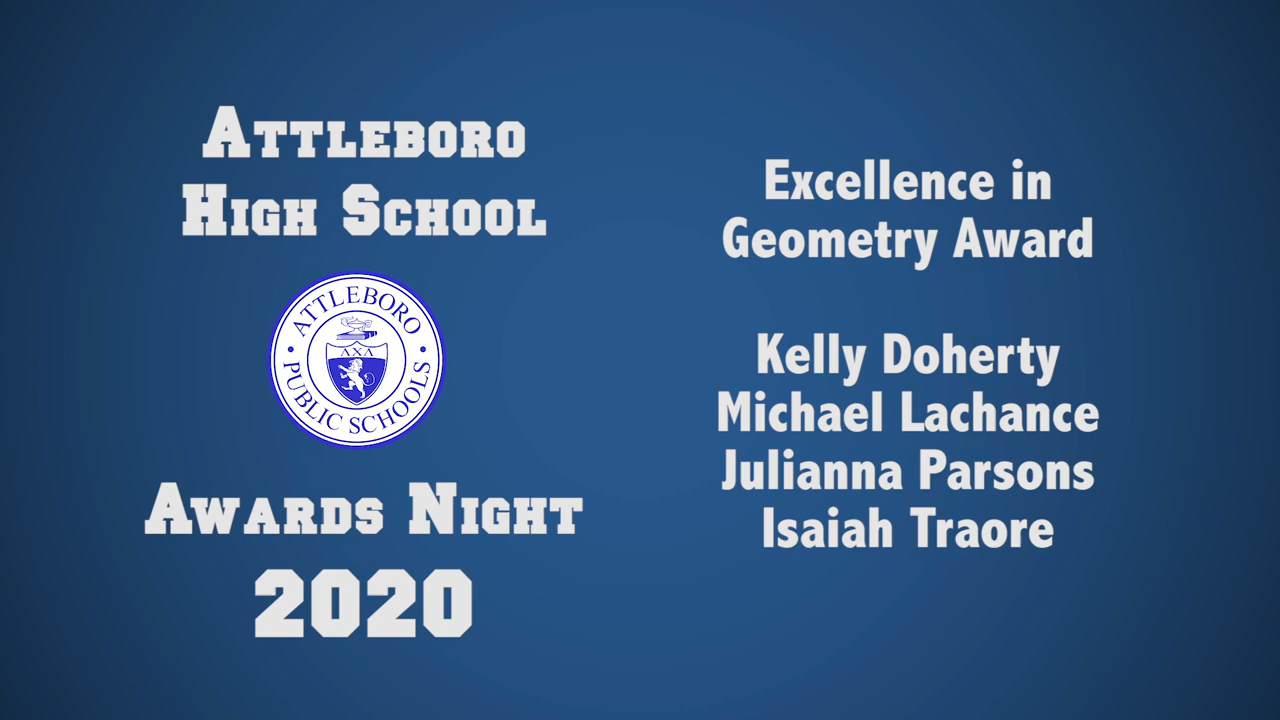 Attleboro
High School
ATTLEBORO
PUBLIC SCHOOLS
Awards Night
2020
Excellence in
Geometry Award
Kelly Doherty
Michael Lachance
Julianna Parsons
Isaiah Traore